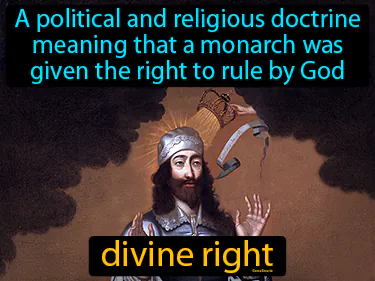 A political and religious doctrine
meaning that a monarch was
given the right to rule by God
divine right